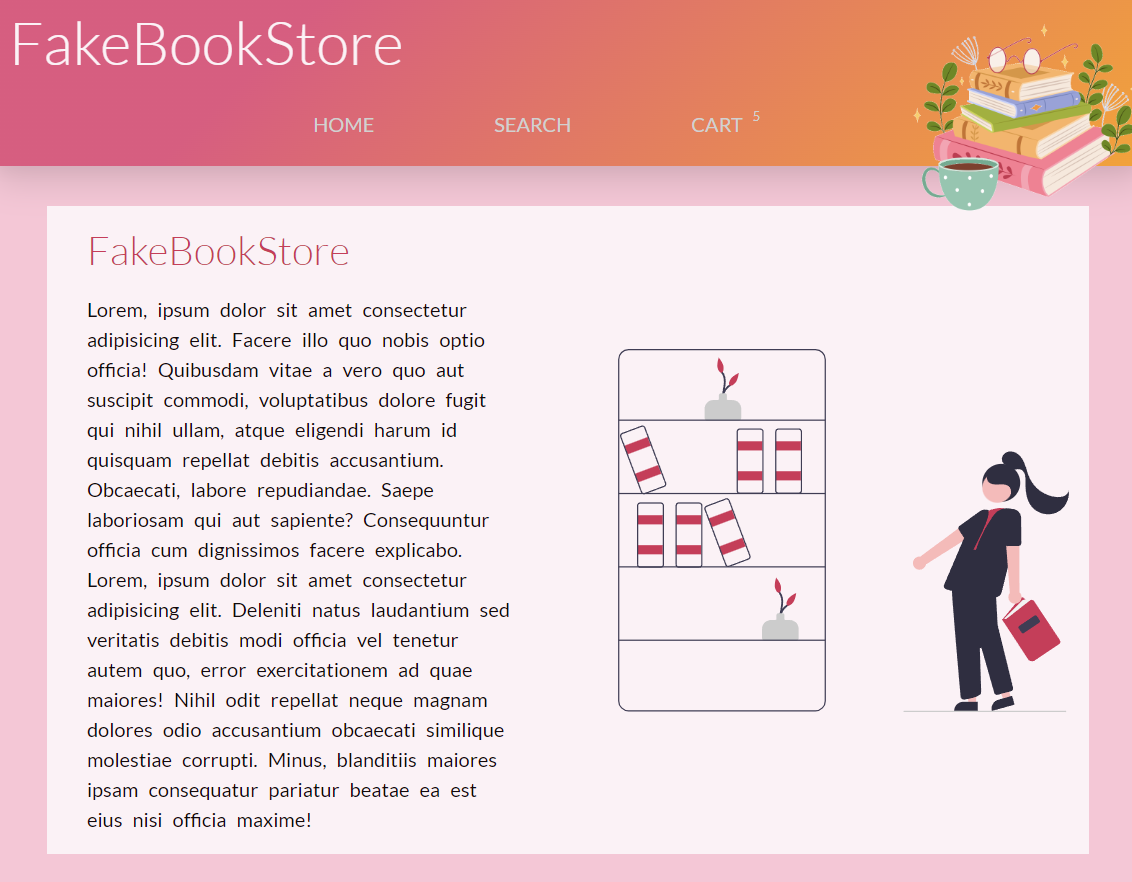 FakeBookStore
HOME SEARCH CART 5
FakeBookStore
Lorem, ipsum dolor sit amet consectetur
adipisicing elit. Facere illo quo nobis optio
officia! Quibusdam vitae a vero quo aut
suscipit commodi, voluptatibus dolore fugit
qui nihil ullam, atque eligendi harum id
quisquam repellat debitis accusantium.
Obcaecati, labore repudiandae. Saepe
laboriosam qui aut sapiente? Consequuntur
officia cum dignissimos facere explicabo.
Lorem, ipsum dolor sit amet consectetur
adipisicing elit. Deleniti natus laudantium sed
veritatis debitis modi officia vel tenetur
autem quo, error exercitationem ad quae
maiores! Nihil odit repellat neque magnam
dolores odio accusantium obcaecati similique
molestiae corrupti. Minus, blanditiis maiores
ipsam consequatur pariatur beatae ea est
eius nisi officia maxime!